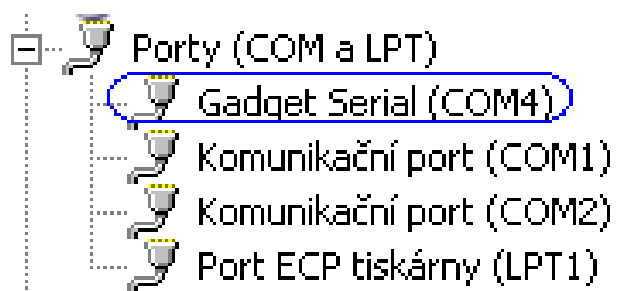 Porty (COM a LPT)
Gadget Serial (COM4)
Komunikační port (COM1)
Komunikační port (COM2)
Port ECP tiskárny (LPT1)